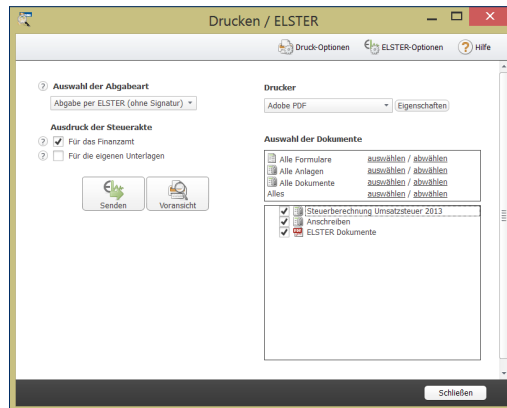 Drucken / ELSTER
Druck-Optionen ELSTER-Optionen ? Hilfe
? Auswahl der Abgabeart
Abgabe per ELSTER (ohne Signatur)
Ausdruck der Steuerakte
? Für das Finanzamt
? Für die eigenen Unterlagen
Senden Voransicht
Drucker
Adobe PDF Eigenschaften
Auswahl der Dokumente
Alle Formulare auswählen / abwählen
Alle Anlagen auswählen / abwählen
Alle Dokumente auswählen / abwählen
Alles auswählen / abwählen
Steuerberechnung Umsatzsteuer 2013
Anschreiben
PDF ELSTER Dokumente
Schließen